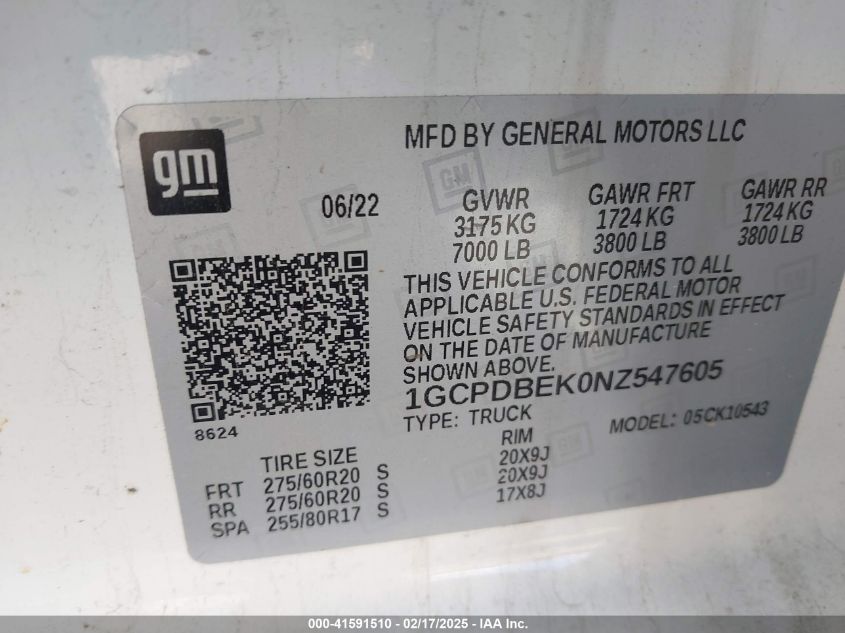 MFD BY GENERAL MOTORS LLC
gm
06/22
GVWR GAWR FRT GAWR RR
3175 KG 1724 KG 1724 KG
7000 LB 3800 LB 3800 LB
THIS VEHICLE CONFORMS TO ALL
APPLICABLE U.S. FEDERAL MOTOR
VEHICLE SAFETY STANDARDS IN EFFECT
ON THE DATE OF MANUFACTURE
SHOWN ABOVE.
1GCPDBEK0NZ547605
TYPE: TRUCK MODEL: 05CK10543
8624
TIRE SIZE RIM
FRT 275/60R20 S 20X9J
RR 275/60R20 S 20X9J
SPA 255/80R17 S 17X8J
000-41591510 - 02/17/2025 - IAA Inc.